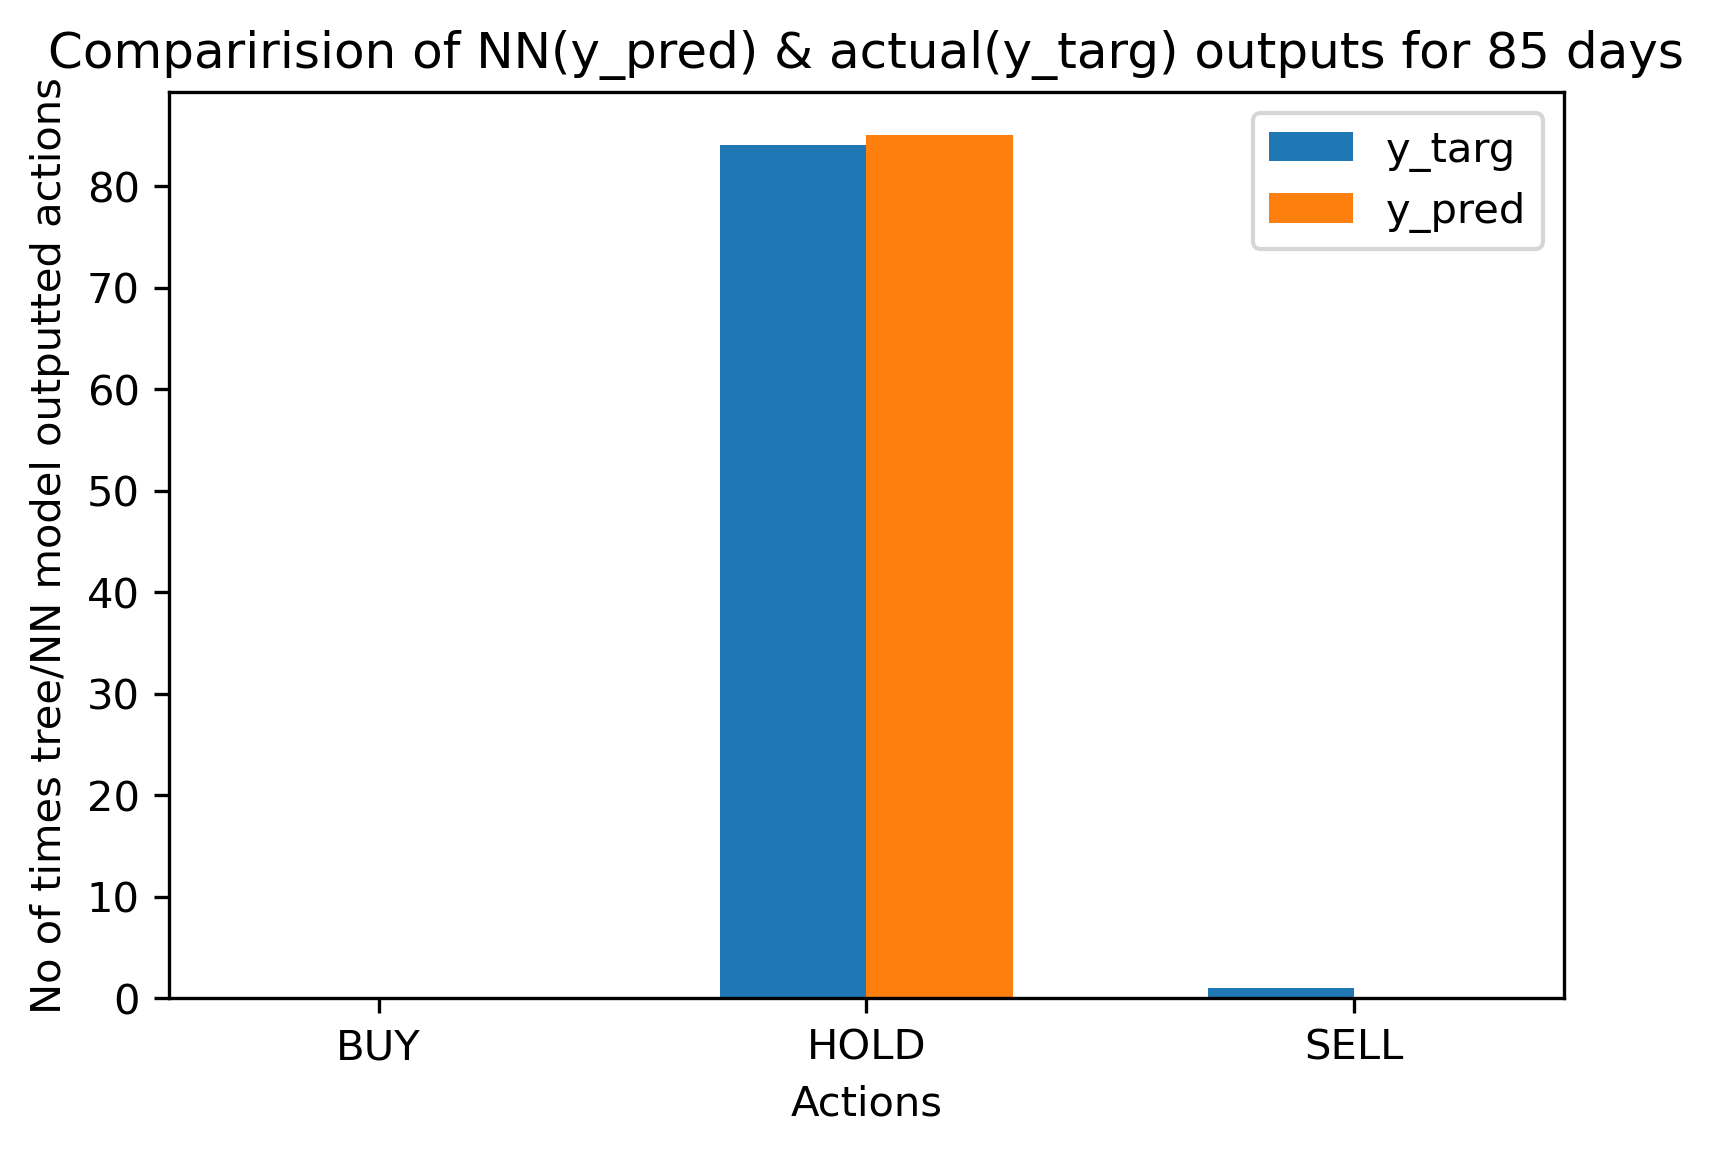 Comparirision of NN(y_pred) & actual(y_targ) outputs for 85 days
No of times tree/NN model outputted actions
y_targ
y_pred
80
70
60
50
40
30
20
10
0
BUY HOLD SELL
Actions